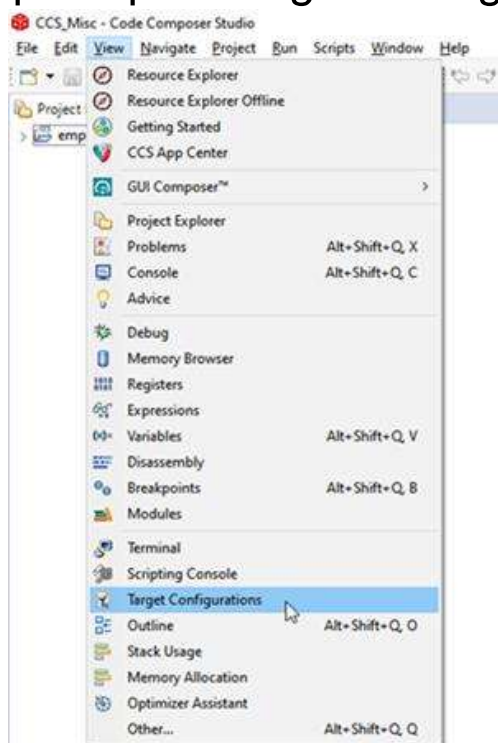 CCS_Misc - Code Composer Studio
File Edit View Navigate Project Run Scripts Window Help
Project
emp
Resource Explorer
Resource Explorer Offline
Getting Started
CCS App Center
GUI Composer™ >
Project Explorer
Problems Alt+Shift+Q, X
Console Alt+Shift+Q, C
Advice
Debug
Memory Browser
Registers
Expressions
Variables Alt+Shift+Q, V
Disassembly
Breakpoints Alt+Shift+Q, B
Modules
Terminal
Scripting Console
Target Configurations
Outline Alt+Shift+Q, O
Stack Usage
Memory Allocation
Optimizer Assistant
Other... Alt+Shift+Q, Q